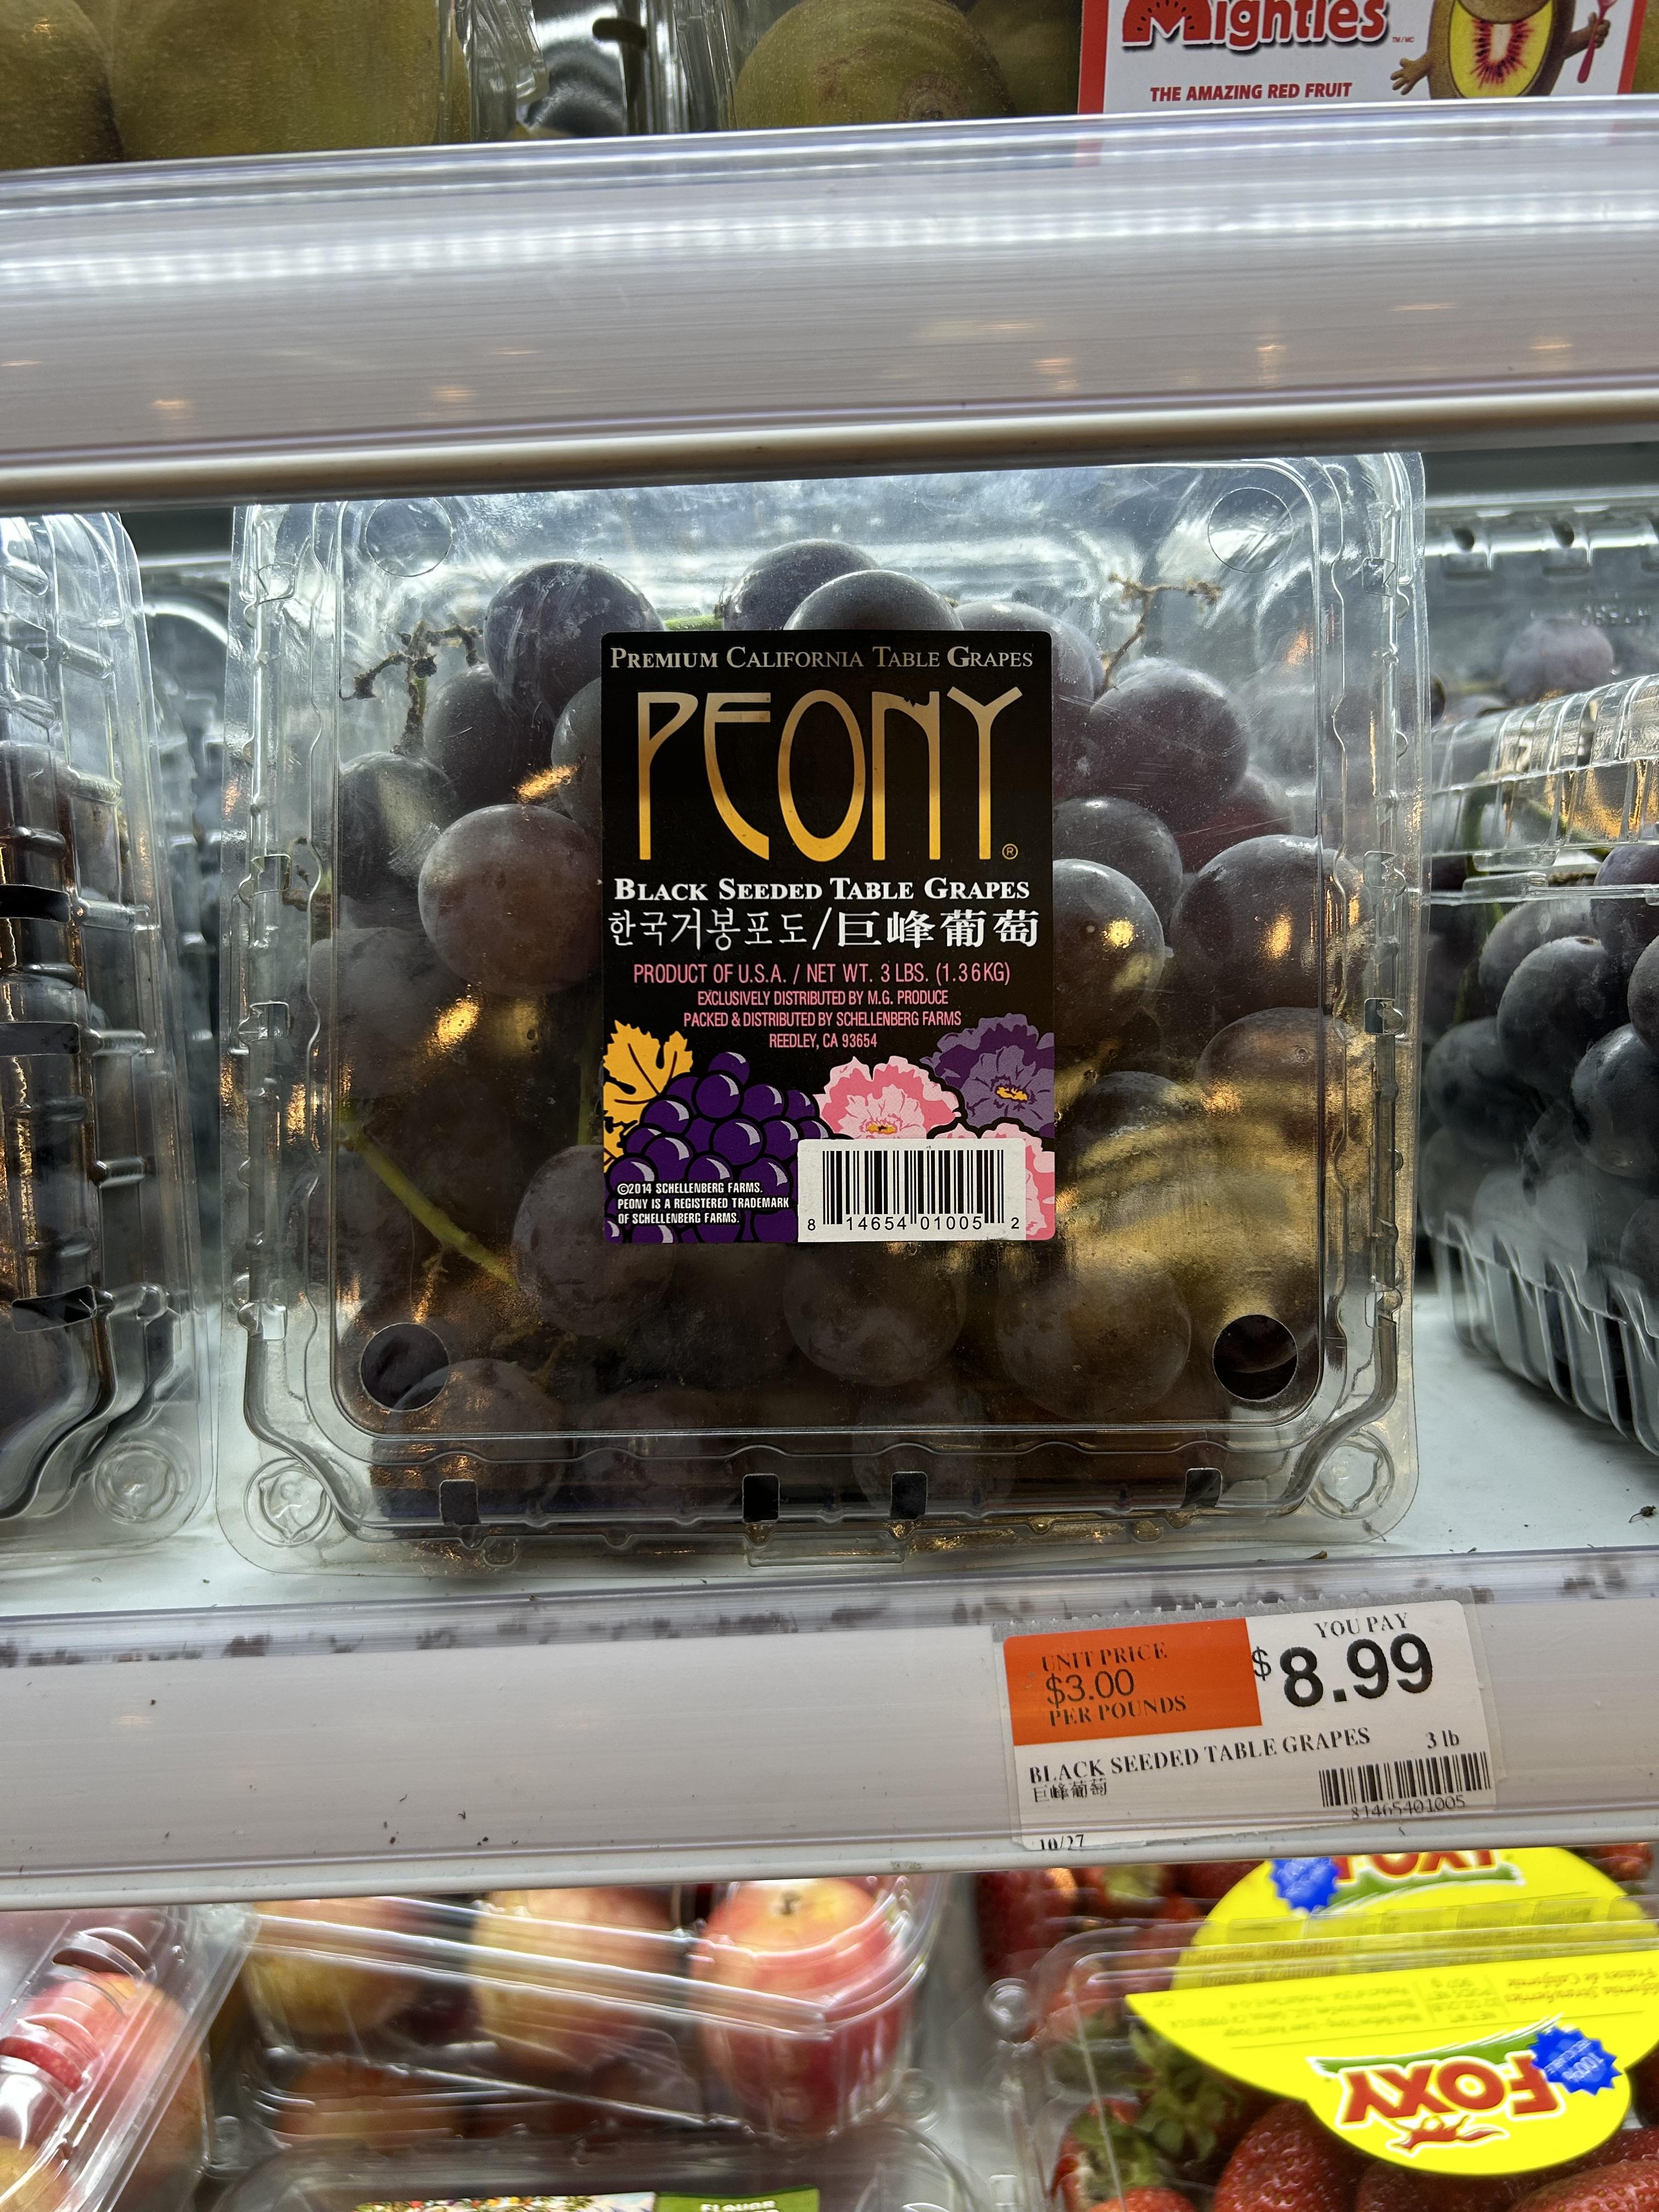 Mighties
TM/MC
THE AMAZING RED FRUIT
PREMIUM CALIFORNIA TABLE GRAPES
PEONY®
BLACK SEEDED TABLE GRAPES
한국거봉포도/巨峰葡萄
PRODUCT OF U.S.A. / NET WT. 3 LBS. (1.36KG)
EXCLUSIVELY DISTRIBUTED BY M.G. PRODUCE
PACKED & DISTRIBUTED BY SCHELLENBERG FARMS
REEDLEY, CA 93654
©2014 SCHELLENBERG FARMS.
PEONY IS A REGISTERED TRADEMARK
OF SCHELLENBERG FARMS.
8 14654 01005 2
UNIT PRICE
$3.00
PER POUNDS
YOU PAY
$8.99
BLACK SEEDED TABLE GRAPES 3 lb
巨峰葡萄
81465401005
10/27
FOXY
FOXY
100%
FLAVOR